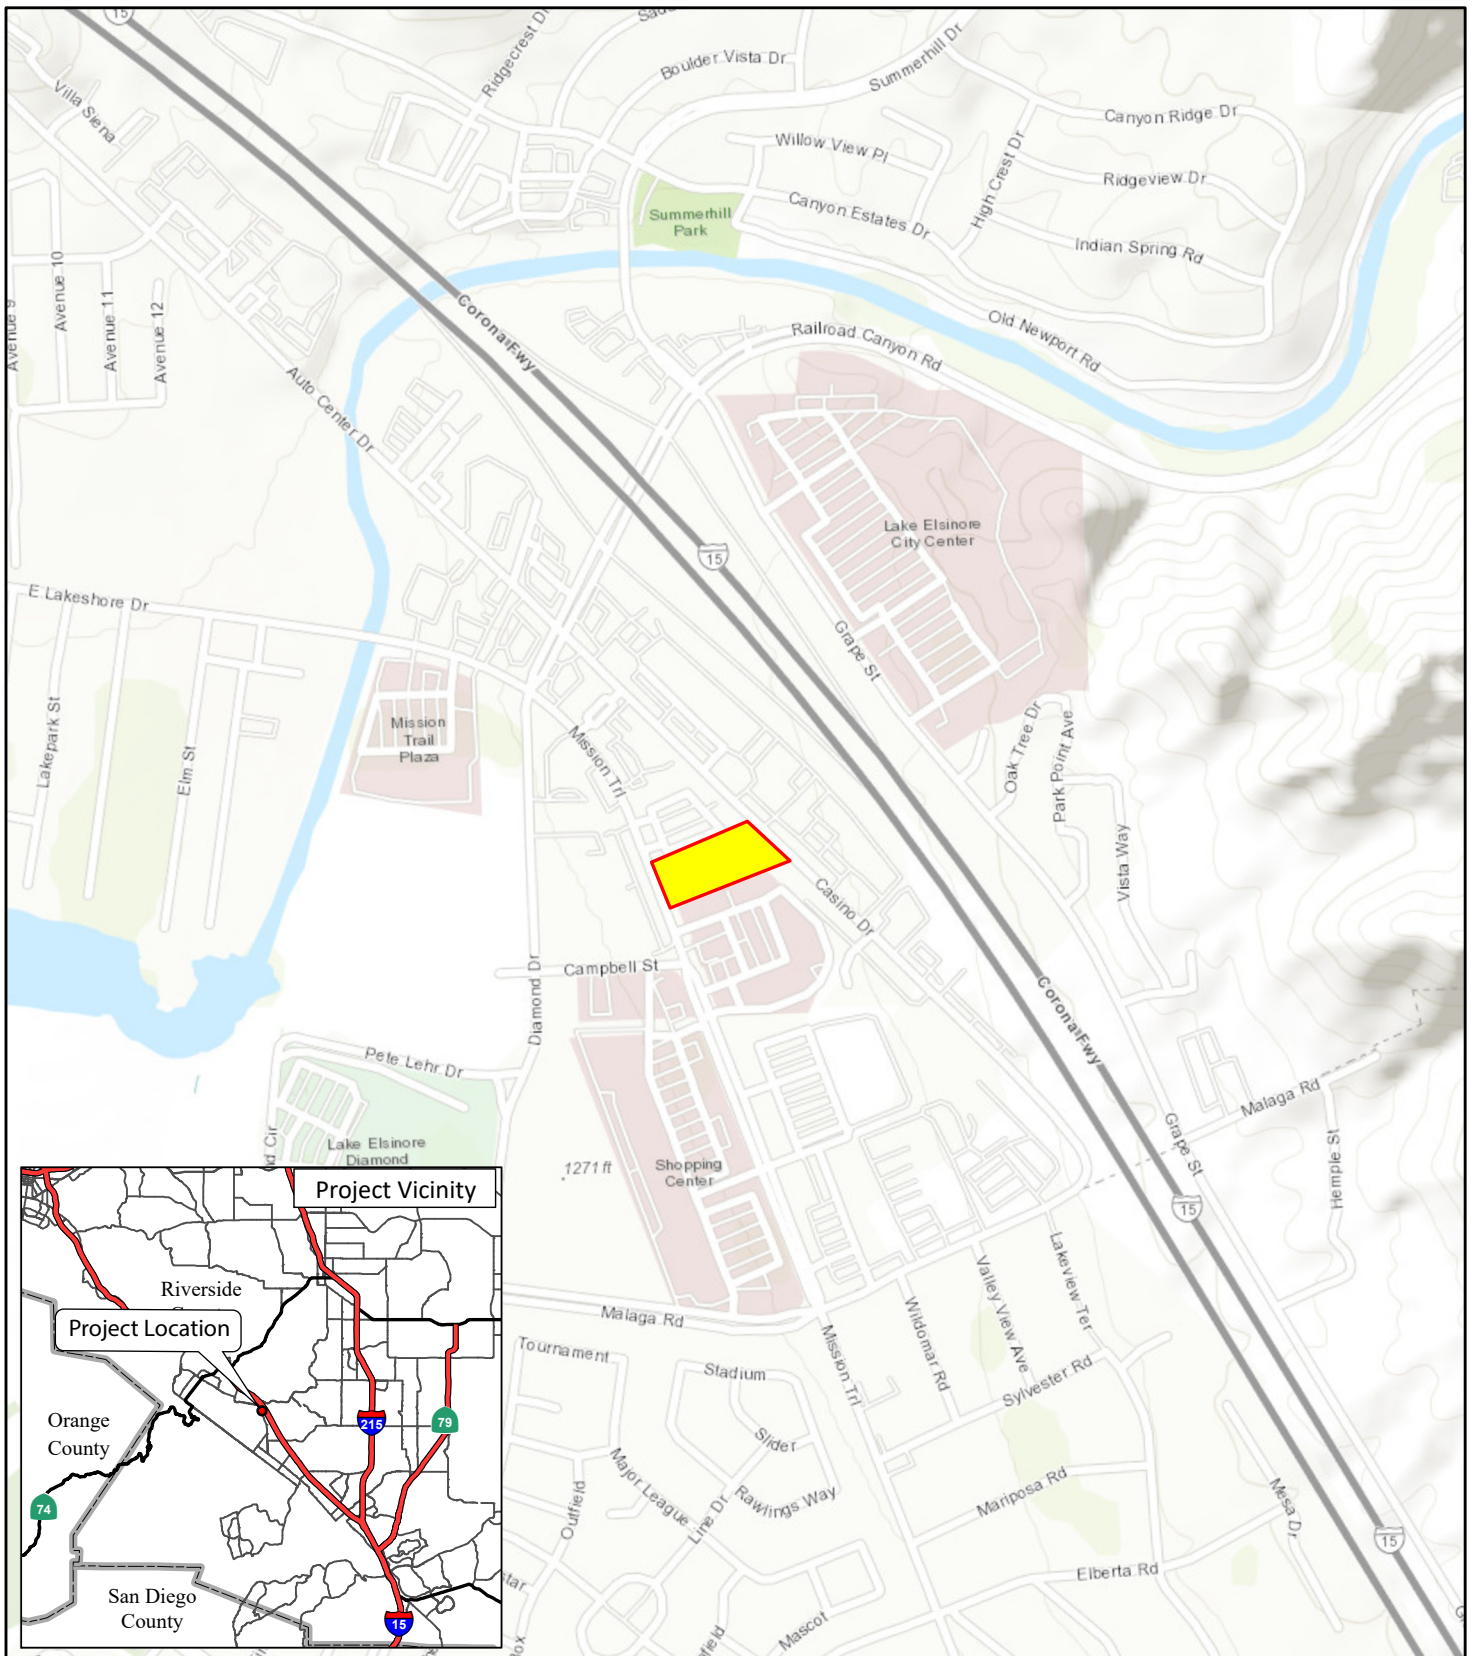 15
Ridgecrest Dr
Boulder Vista Dr
Summerhill Dr
Villa Siena
Canyon Ridge Dr
Willow View Pl
High Crest Dr
Ridgeview Dr
Summerhill
Park
Canyon Estates Dr
Indian Spring Rd
Avenue 9
Avenue 10
Avenue 11
Avenue 12
Corona Fwy
Old Newport Rd
Railroad Canyon Rd
Auto Center Dr
Lake Elsinore
City Center
15
E Lakeshore Dr
Grape St
Lakepark St
Elm St
Mission
Trail
Plaza
Mission Trl
Oak Tree Dr
Park Point Ave
Vista Way
Casino Dr
Campbell St
Diamond Dr
Corona Fwy
Pete Lehr Dr
Malaga Rd
Grape St
Hemple St
Lake Elsinore
Diamond
1271 ft
Shopping
Center
15
Lakeview Ter
Valley View Ave
Widomar Rd
Malaga Rd
Mission Trl
Tournament
Stadium
Sylvester Rd
Slider
Major League
Rawlings Way
Line Dr
Outfield
Mariposa Rd
Mesa Dr
15
Elberta Rd
Mascot
Project Vicinity
Riverside
Project Location
Orange
County
215
79
74
San Diego
County
15